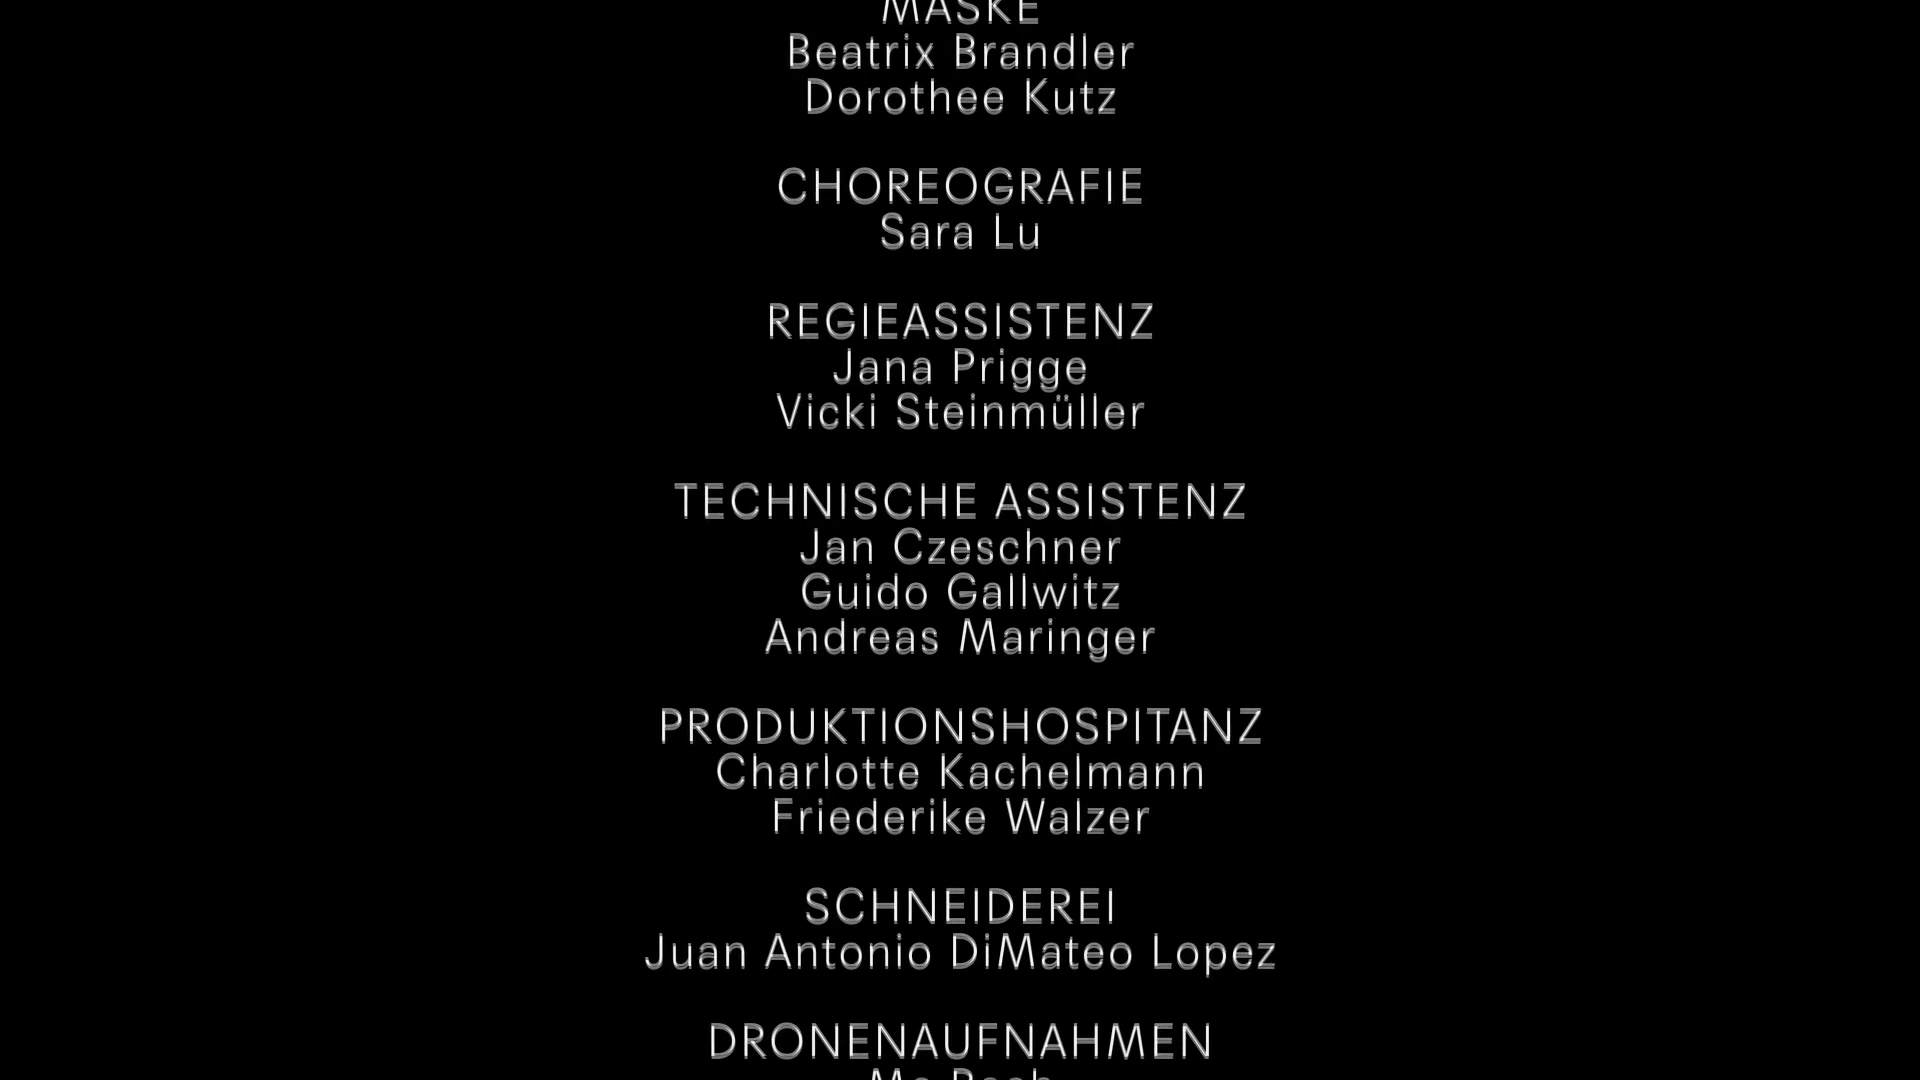 MASKE
Beatrix Brandler
Dorothee Kutz
CHOREOGRAFIE
Sara Lu
REGIEASSISTENZ
Jana Prigge
Vicki Steinmüller
TECHNISCHE ASSISTENZ
Jan Czeschner
Guido Gallwitz
Andreas Maringer
PRODUKTIONSHOSPITANZ
Charlotte Kachelmann
Friederike Walzer
SCHNEIDEREI
Juan Antonio DiMateo Lopez
DRONENAUFNAHMEN